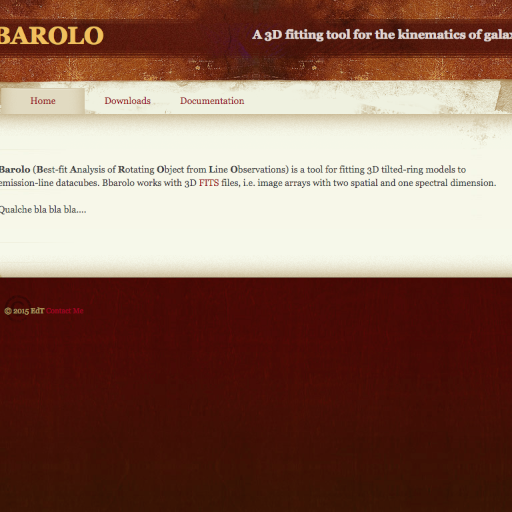 BAROLO
A 3D fitting tool for the kinematics of
Home Downloads Documentation
Barolo (Best-fit Analysis of Rotating Object from Line Observations) is a tool for fitting 3D tilted-ring models to
emission-line datacubes. Bbarolo works with 3D FITS files, i.e. image arrays with two spatial and one spectral dimension.
Qualche bla bla bla....
© 2015 EdT Contact Me